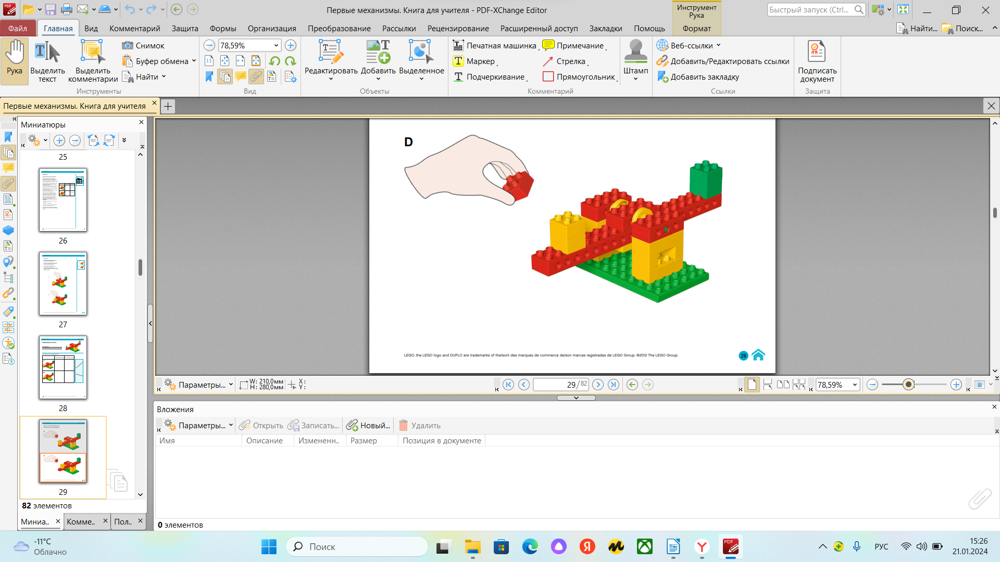 Первые механизмы. Книга для учителя - PDF-XChange Editor
Инструмент Рука
Быстрый запуск (Ctrl...
Файл Главная Вид Комментарий Защита Формы Организация Преобразование Рассылки Рецензирование Расширенный доступ Закладки Помощь Формат
Найти... Поиск...
Рука
Выделить текст
Выделить комментарии
Снимок
Буфер обмена
Найти
Инструменты
78,59%
1:1
Вид
Редактировать
Добавить
Выделенное
Объекты
Печатная машинка
Маркер
Подчеркивание
Примечание
Стрелка
Прямоугольник
Комментарий
Штамп
Веб-ссылки
Добавить/Редактировать ссылки
Добавить закладку
Ссылки
Подписать документ
Защита
Первые механизмы. Книга для учителя
Миниатюры
90° 90°
25
26
27
28
29
82 элементов
Миниа.. Комме.. Пол..
D
LEGO, the LEGO logo and DUPLO are trademarks of the/sont des marques de commerce de/son marcas registradas de LEGO Group. ©2012 The LEGO Group.
29
Параметры...
W: 210,0мм
H: 280,0мм
X:
Y:
29/82
78,59%
Вложения
Параметры... Открыть Записать... Новый... Удалить
Имя Описание Измененн.. Размер Позиция в документе
0 элементов
-11°C
Облачно
Поиск
РУС
15:26
21.01.2024